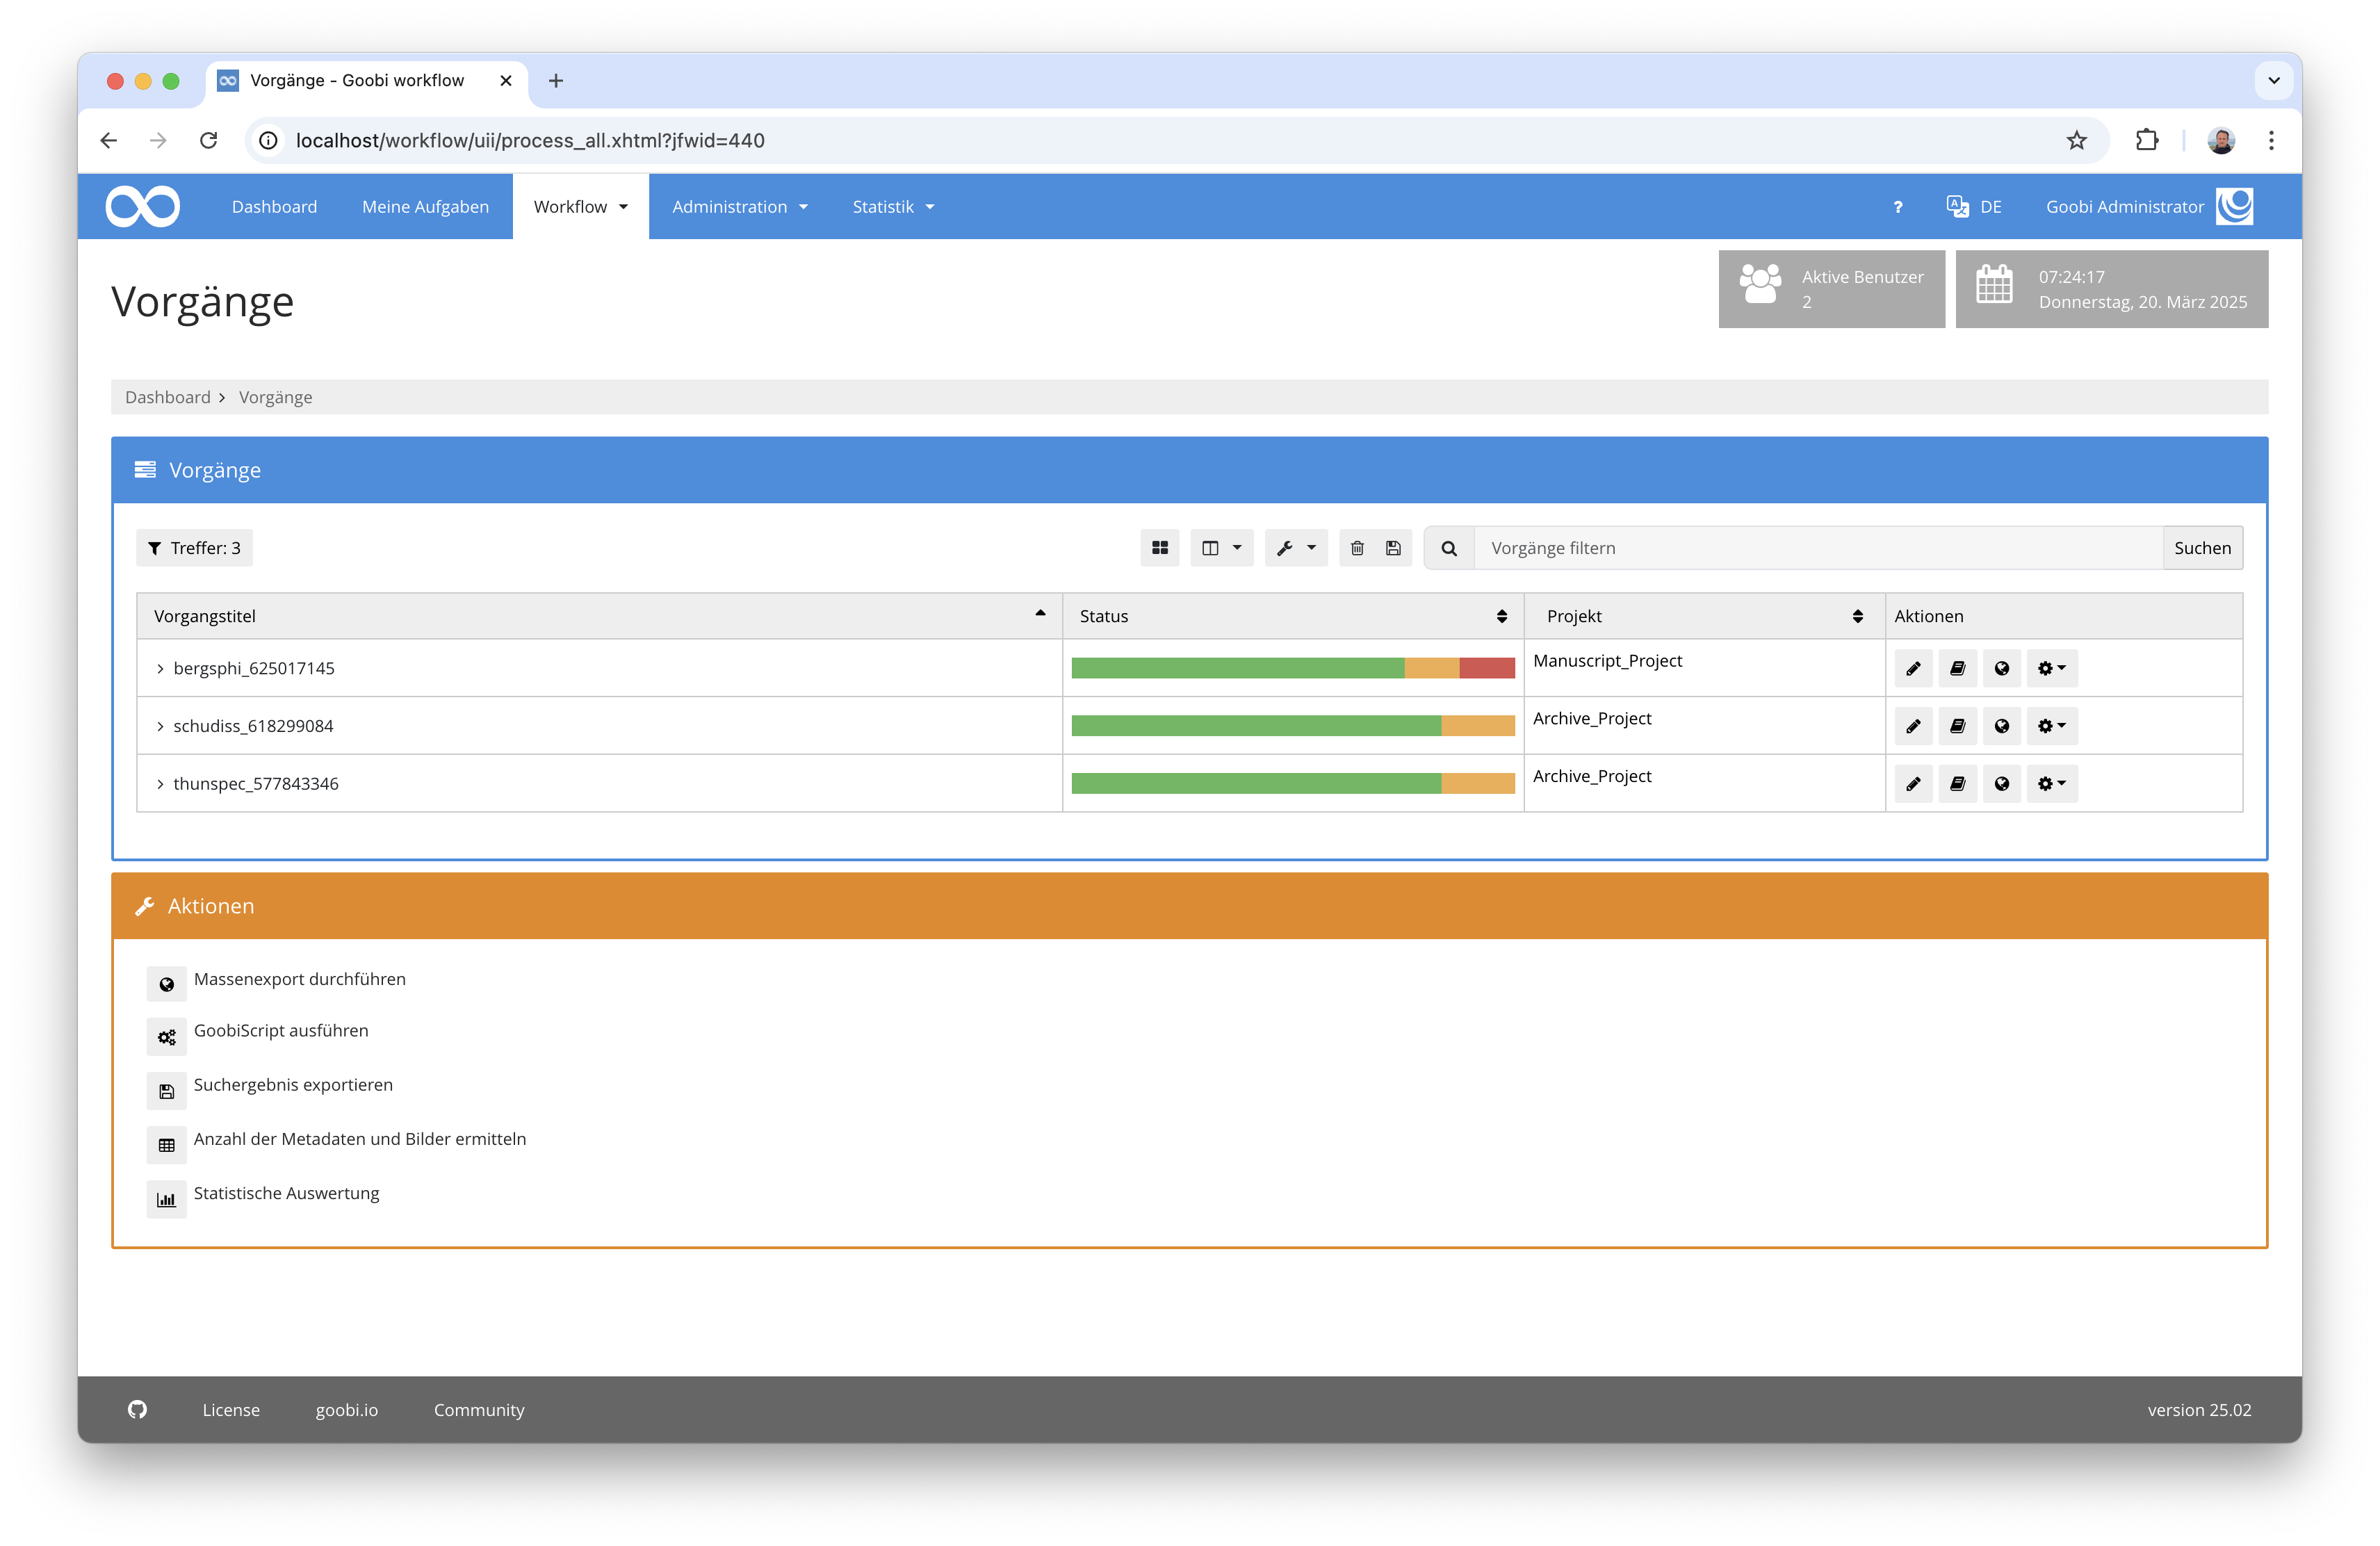 Vorgänge - Goobi workflow
localhost/workflow/uii/process_all.xhtml?jfwid=440
Dashboard Meine Aufgaben Workflow Administration Statistik ? DE Goobi Administrator
Vorgänge
Aktive Benutzer
2
07:24:17
Donnerstag, 20. März 2025
Dashboard Vorgänge
Vorgänge
Treffer: 3 Vorgänge filtern Suchen
Vorgangstitel Status Projekt Aktionen
bergsphi_625017145 Manuscript_Project
schudiss_618299084 Archive_Project
thunspec_577843346 Archive_Project
Aktionen
Massenexport durchführen
GoobiScript ausführen
Suchergebnis exportieren
Anzahl der Metadaten und Bilder ermitteln
Statistische Auswertung
License goobi.io Community version 25.02